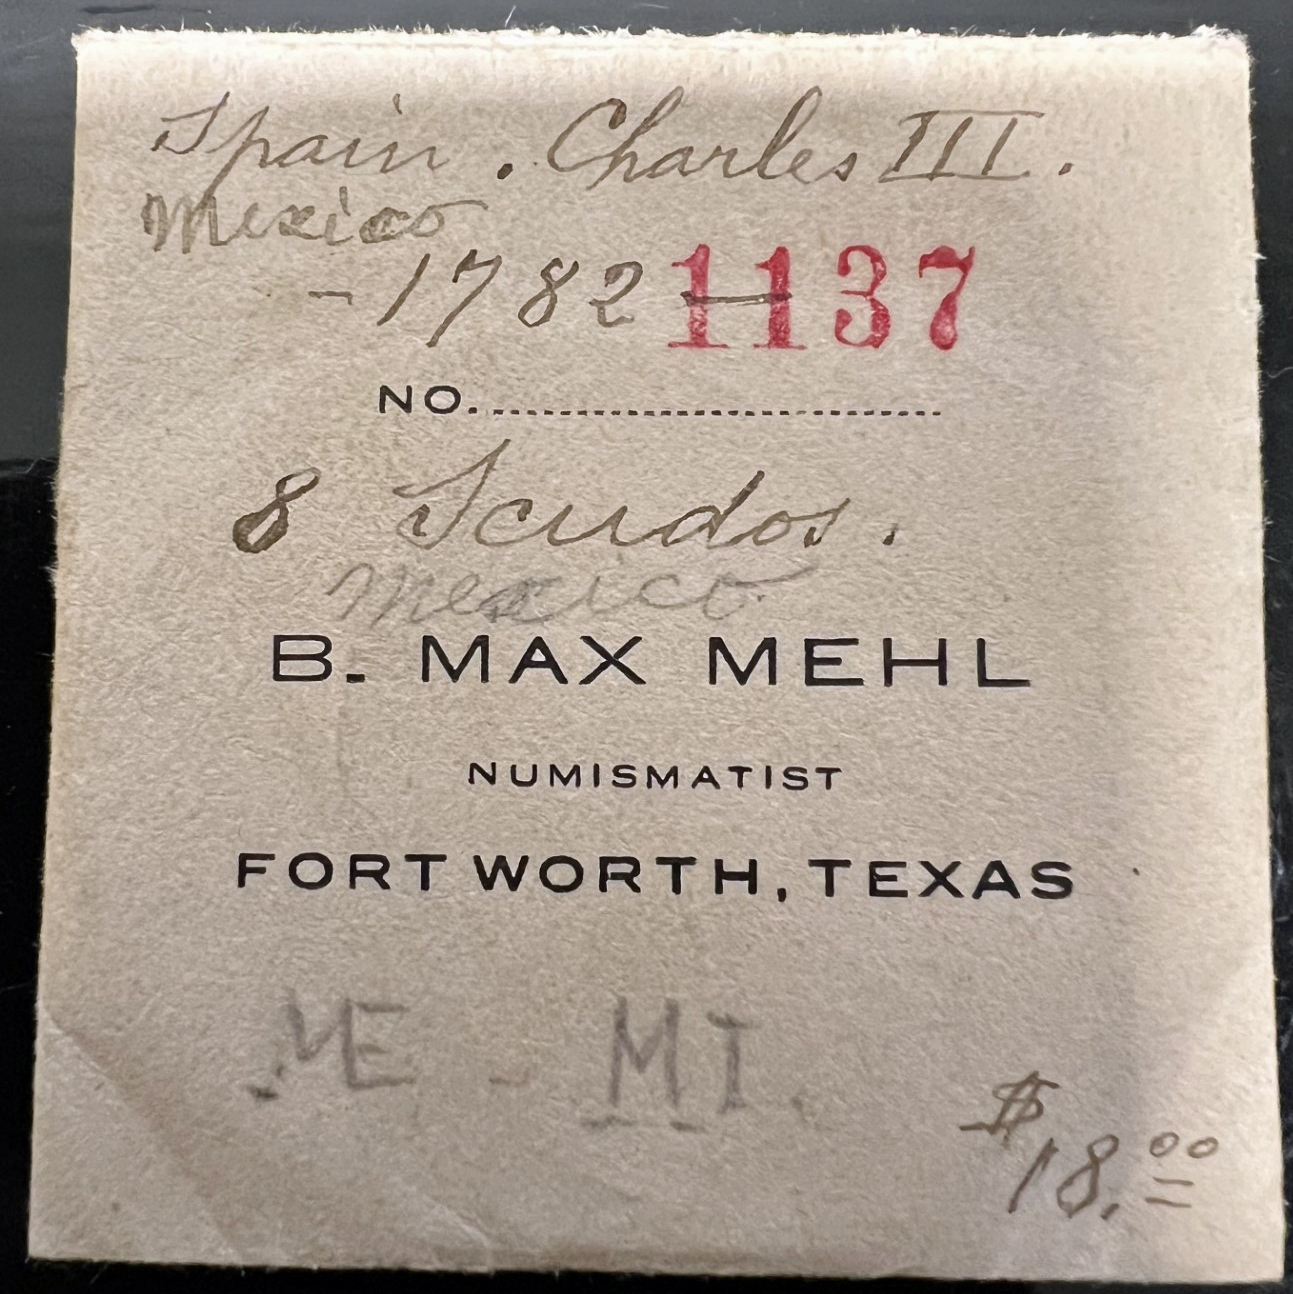 Spain. Charles III.
Mexico
- 1782 - 1137
NO.
8 Scudos.
Mexico
B. MAX MEHL
NUMISMATIST
FORT WORTH, TEXAS
- MI.
$18.00